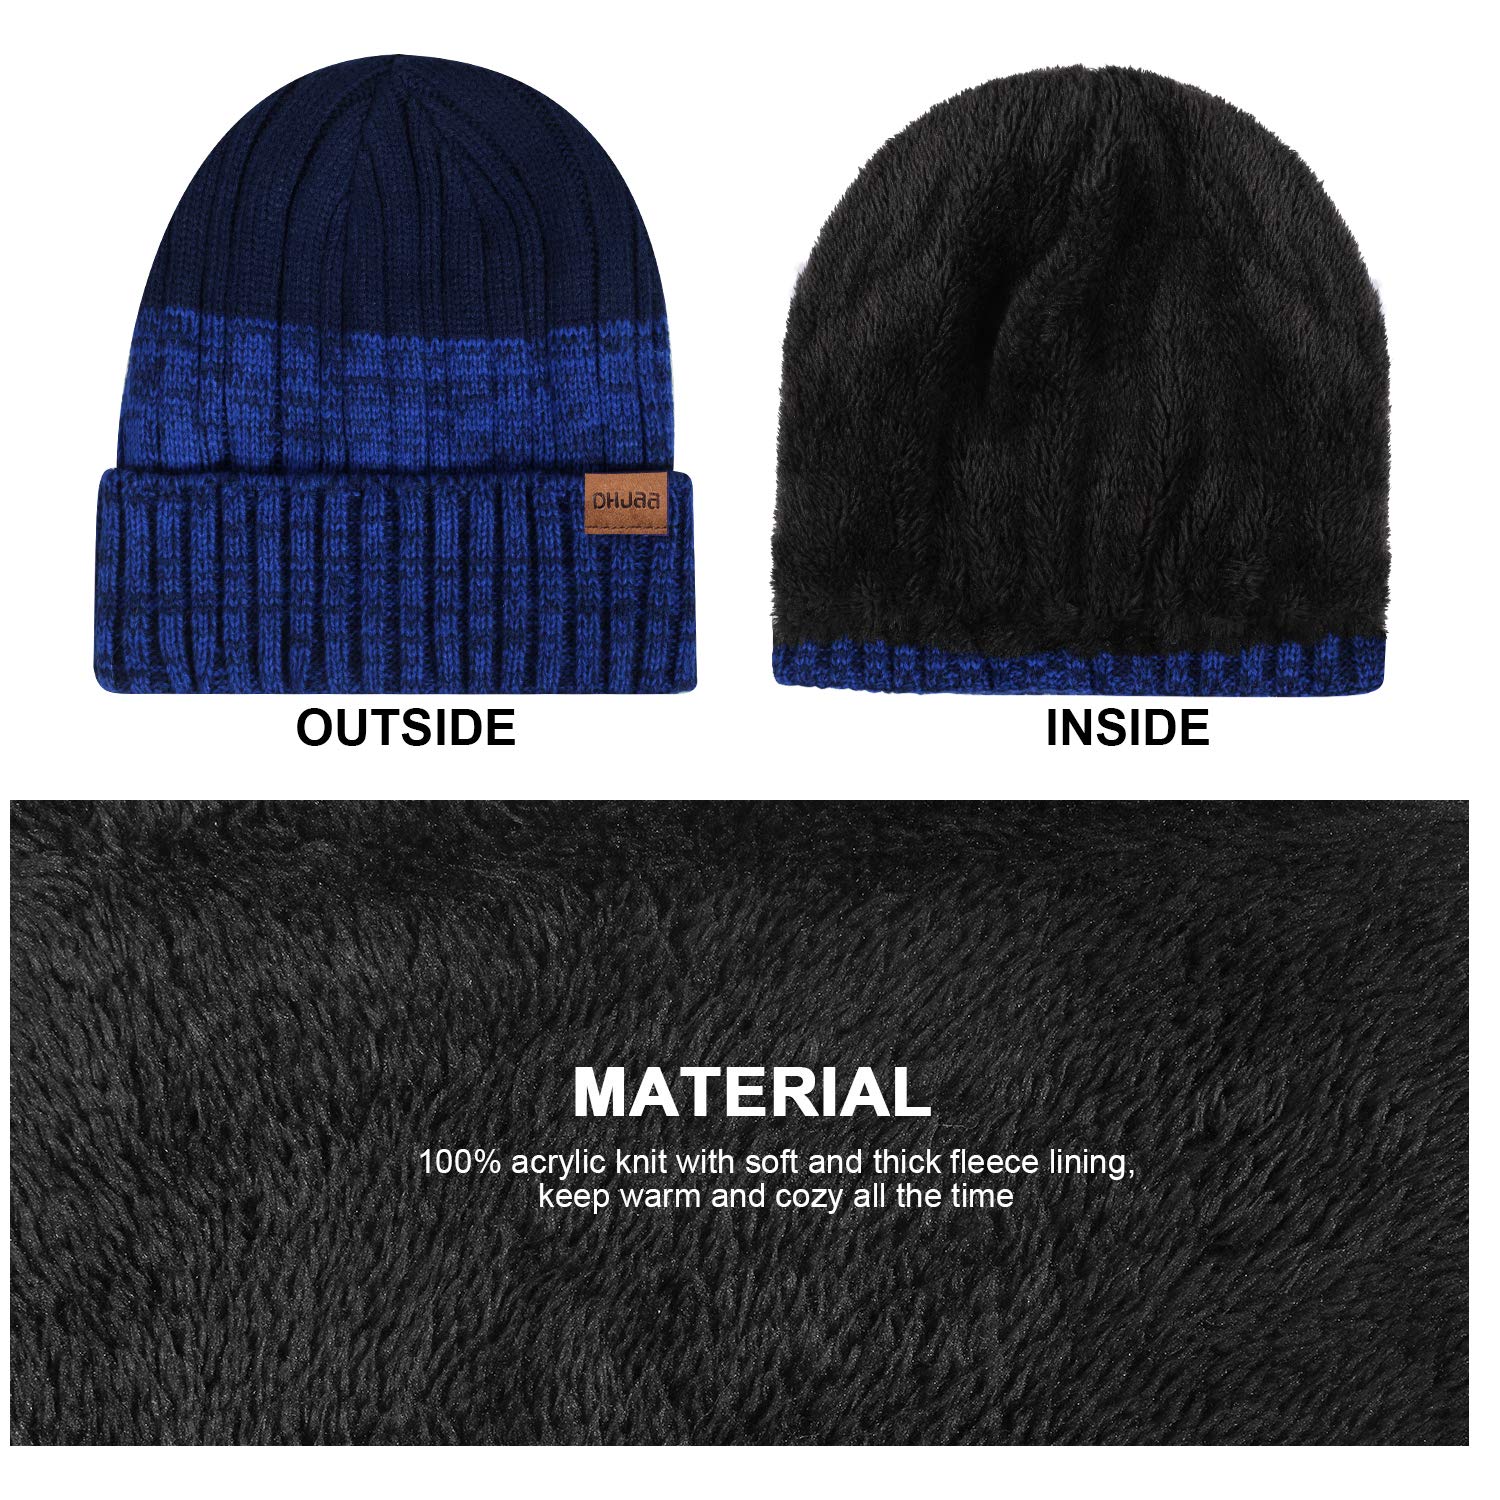 DHJaa
OUTSIDE
INSIDE
MATERIAL
100% acrylic knit with soft and thick fleece lining,
keep warm and cozy all the time